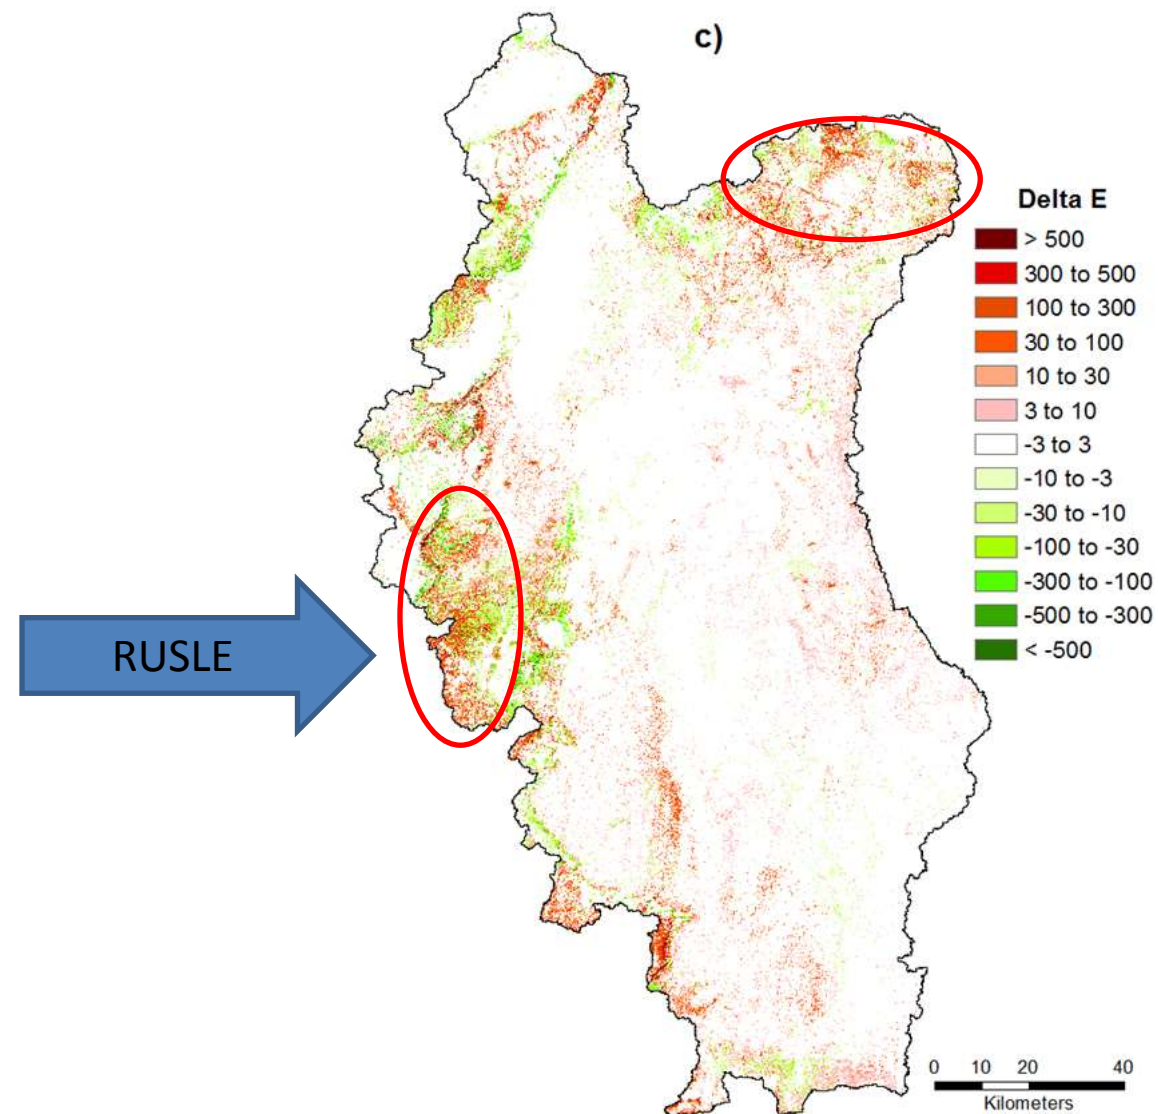 c)
Delta E
> 500
300 to 500
100 to 300
30 to 100
10 to 30
3 to 10
-3 to 3
-10 to -3
-30 to -10
-100 to -30
-300 to -100
-500 to -300
< -500
RUSLE
0 10 20 40
Kilometers